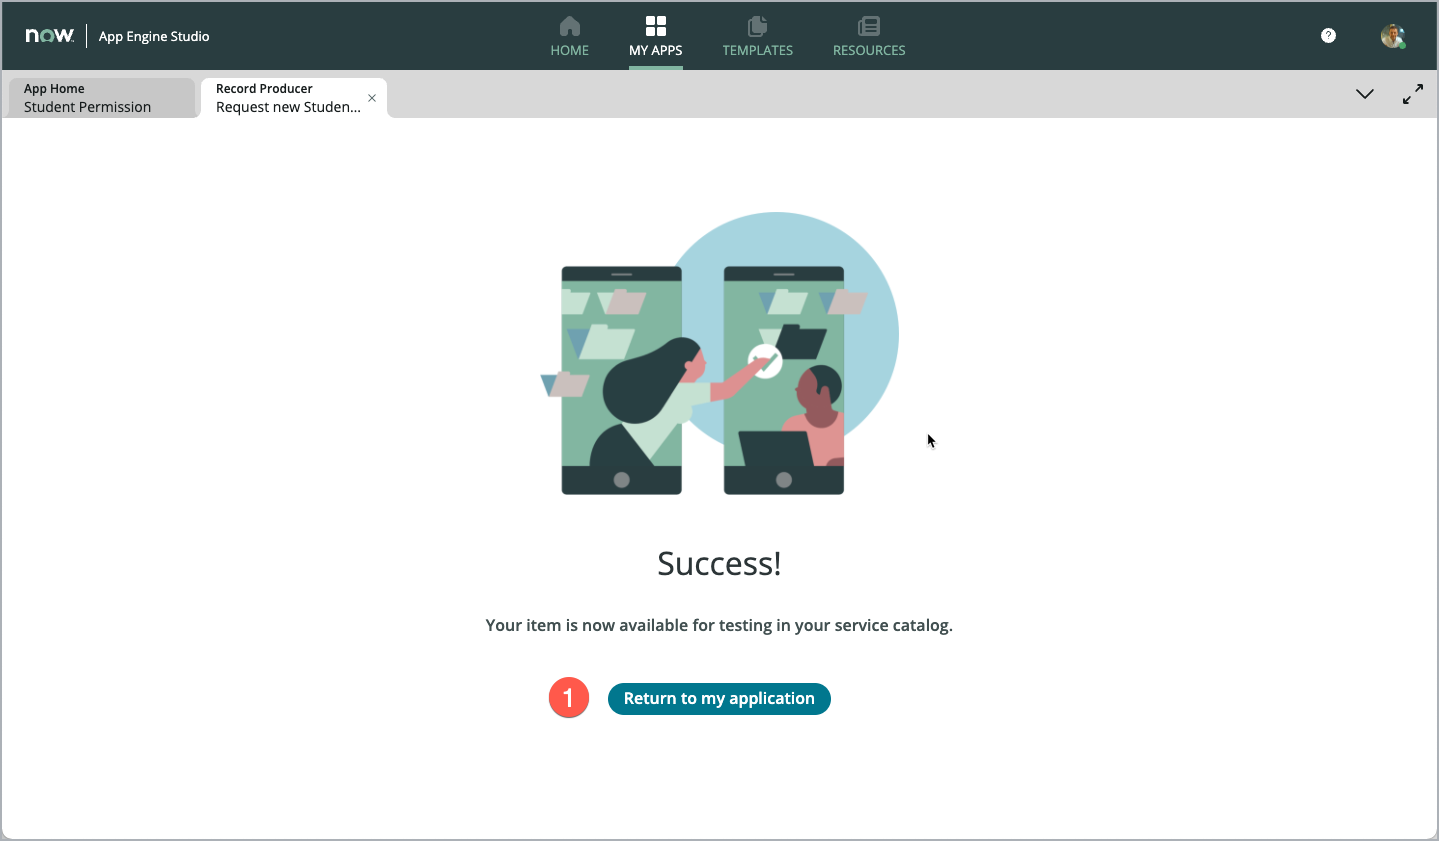 now
App Engine Studio
HOME
MY APPS
TEMPLATES
RESOURCES
?
App Home
Student Permission
Record Producer
Request new Studen...
Success!
Your item is now available for testing in your service catalog.
1
Return to my application